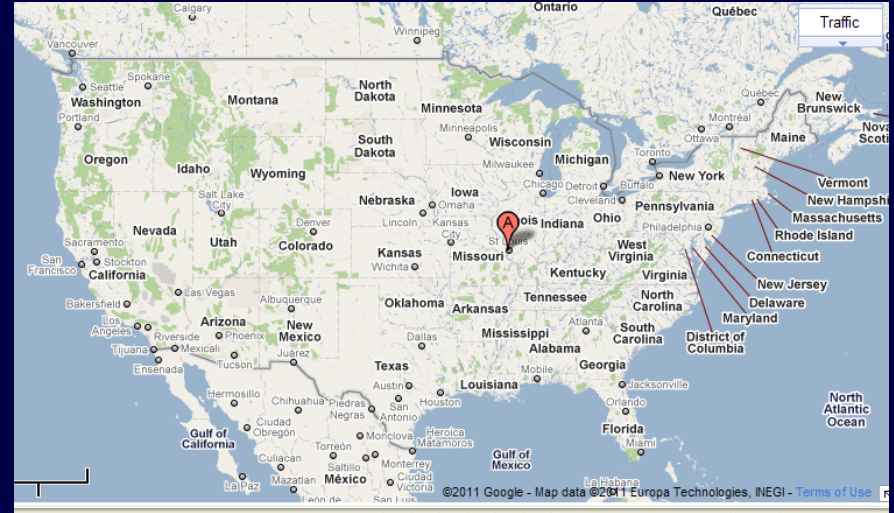 Calgary
Ontario
Québec
Traffic
Vancouver
Winnipeg
Seattle
Spokane
Washington
Montana
North
Dakota
Minnesota
Québec
New
Brunswick
Portland
Minneapolis
Ottawa
Montréal
Maine
Nova
Scoti
Oregon
Idaho
Wyoming
South
Dakota
Wisconsin
Milwaukee
Michigan
Toronto
Vermont
New Hampshi
Massachusetts
Rhode Island
Connecticut
Salt
Lake
City
Nebraska
Iowa
Omaha
Lincoln
Chicago
Detroit
Buffalo
New York
Cleveland
Pennsylvania
Philadelphia
Nevada
Utah
Denver
Colorado
Kansas
City
Kansas
Wichita
Missouri
St Louis
A
nois
Indiana
Ohio
West
Virginia
Virginia
Kentucky
New Jersey
Delaware
Maryland
District of
Columbia
Sacramento
San
Francisco
Stockton
California
Las Vegas
Bakersfield
Los
Angeles
Riverside
Tijuana
Mexicali
Ensenada
Arizona
Phoenix
Tucson
Albuquerque
New
Mexico
Juárez
Oklahoma
Arkansas
Tennessee
North
Carolina
South
Carolina
Atlanta
Mississippi
Alabama
Georgia
Dallas
Texas
Austin
San
Antonio
Houston
Louisiana
Mobile
Jacksonville
Orlando
Florida
Miami
North
Atlantic
Ocean
Hermosillo
Chihuahua
Piedras
Negras
Ciudad
Obregón
Gulf of
California
Monclova
Heroica
Matamoros
Gulf of
Mexico
Torreón
Culiacan
Saltillo
Monterrey
La Paz
Mazatlan
México
Ciudad
Victoria
León de
San Luis
La Habana
©2011 Google - Map data ©2011 Europa Technologies, INEGI - Terms of Use